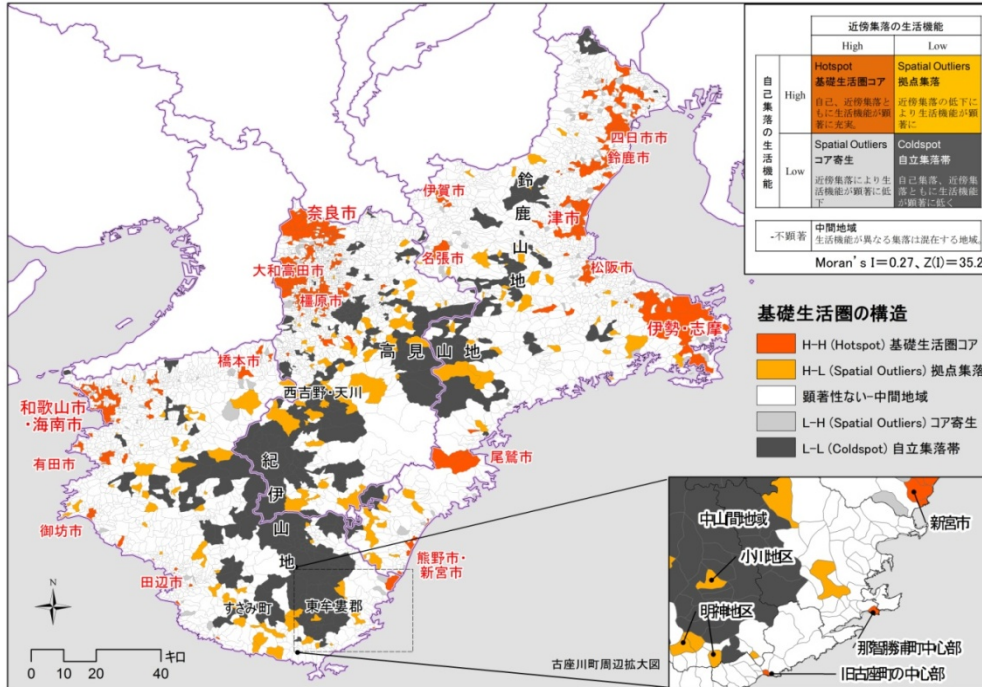 近傍集落の生活機能
High
Low
自己集落の生活機能
High
Hotspot
基礎生活圏コア
自己、近傍集落と
もに生活機能が顕
著に充実。
Spatial Outliers
拠点集落
近傍集落の低下に
より生活機能が顕
著に
Low
Spatial Outliers
コア寄生
近傍集落により生
活機能が顕著に低
下
Coldspot
自立集落帯
自己集落、近傍集
落ともに生活機能
が顕著に低く
-不顕著
中間地域
生活機能が異なる集落は混在する地域。
Moran's I=0.27、Z(I)=35.2
基礎生活圏の構造
H-H (Hotspot) 基礎生活圏コア
H-L (Spatial Outliers) 拠点集落
顕著性ない-中間地域
L-H (Spatial Outliers) コア寄生
L-L (Coldspot) 自立集落帯
四日市市
鈴鹿市
伊賀市
鈴鹿山地
奈良市
津市
名張市
大和高田市
松阪市
橿原市
伊勢・志摩
高見山地
橋本市
西吉野・天川
和歌山市
・海南市
有田市
尾鷲市
紀伊山地
御坊市
熊野市・
新宮市
田辺市
すさみ町
東牟婁郡
N
0 20 40 キロ
古座川町周辺拡大図
中山間地域
新宮市
小川地区
明神地区
那智勝浦町中心部
旧古座町の中心部